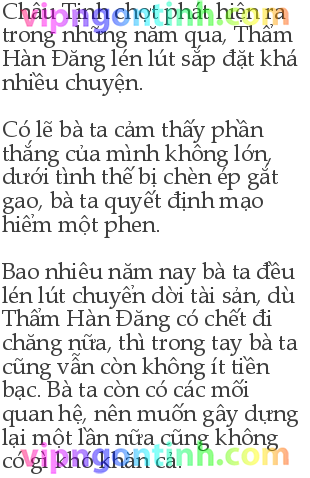 Châu Tinh chợt phát hiện ra
trong những năm qua, Thẩm
Hàn Đăng lén lút sắp đặt khá
nhiều chuyện.
Có lẽ bà ta cảm thấy phần
thắng của mình không lớn,
dưới tình thế bị chèn ép gắt
gao, bà ta quyết định mạo
hiểm một phen.
Bao nhiêu năm nay bà ta đều
lén lút chuyển dời tài sản, dù
Thẩm Hàn Đăng có chết đi
chăng nữa, thì trong tay bà ta
cũng vẫn còn không ít tiền
bạc. Bà ta còn có các mối
quan hệ, nên muốn gây dựng
lại một lần nữa cũng không
có gì khó khăn cả.
vipngontinh.com
vipngontinh.com